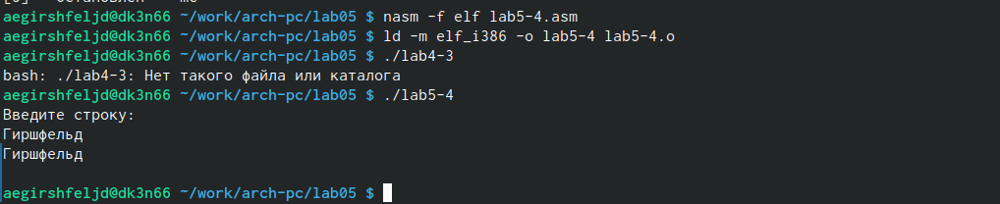 aegirshfeljd@dk3n66 ~/work/arch-pc/lab05 $ nasm -f elf lab5-4.asm
aegirshfeljd@dk3n66 ~/work/arch-pc/lab05 $ ld -m elf_i386 -o lab5-4 lab5-4.o
aegirshfeljd@dk3n66 ~/work/arch-pc/lab05 $ ./lab4-3
bash: ./lab4-3: Нет такого файла или каталога
aegirshfeljd@dk3n66 ~/work/arch-pc/lab05 $ ./lab5-4
Введите строку:
Гиршфельд
Гиршфельд
aegirshfeljd@dk3n66 ~/work/arch-pc/lab05 $